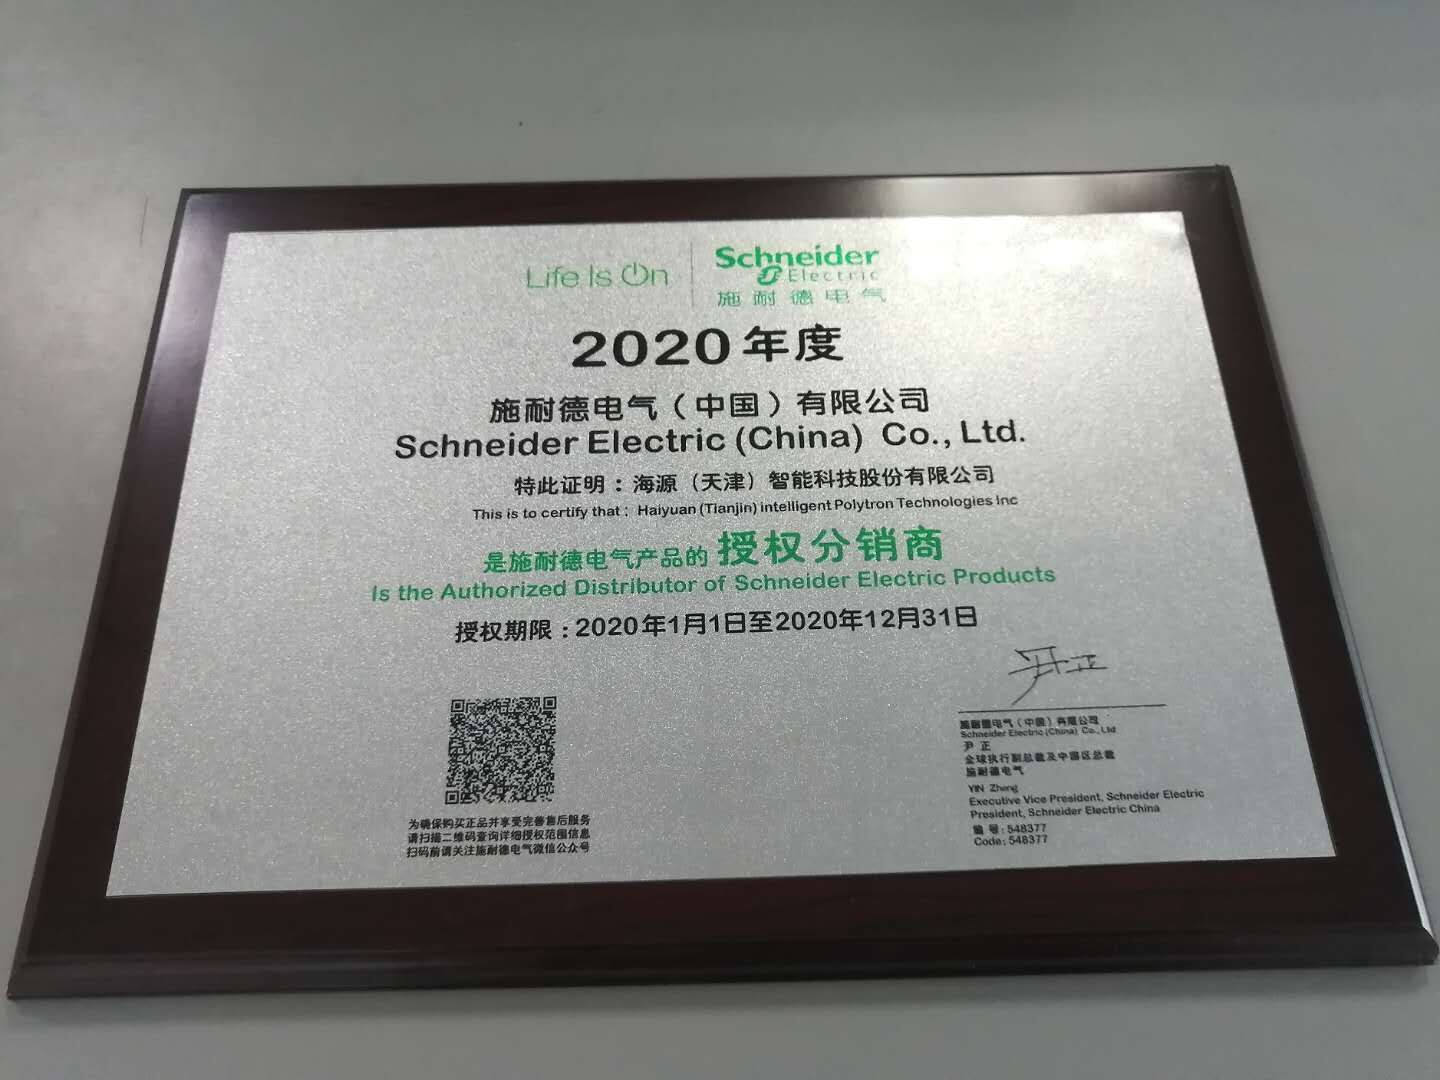 Life Is On
Schneider
Electric
施耐德电气
2020年度
施耐德电气（中国）有限公司
Schneider Electric (China) Co., Ltd.
特此证明：海源（天津）智能科技股份有限公司
This is to certify that：Haiyuan (Tianjin) intelligent Polytron Technologies Inc
是施耐德电气产品的 授权分销商
Is the Authorized Distributor of Schneider Electric Products
授权期限：2020年1月1日至2020年12月31日
尹正
为确保购买正品并享受完善售后服务
请扫描二维码查询详细授权范围信息
扫码前请关注施耐德电气微信公众号
施耐德电气（中国）有限公司
Schneider Electric (China) Co., Ltd
尹 正
全球执行副总裁及中国区总裁
施耐德电气
YIN Zheng
Executive Vice President, Schneider Electric
President, Schneider Electric China
编 号：548377
Code: 548377